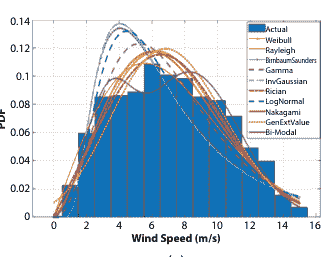 0.14
0.12
0.1
0.08
0.06
0.04
0.02
0
PDF
0 2 4 6 8 10 12 14 16
Wind Speed (m/s)
Actual
Weibull
Rayleigh
BirnbaumSaunders
Gamma
InvGaussian
Rician
LogNormal
Nakagami
GenExtValue
Bi-Modal